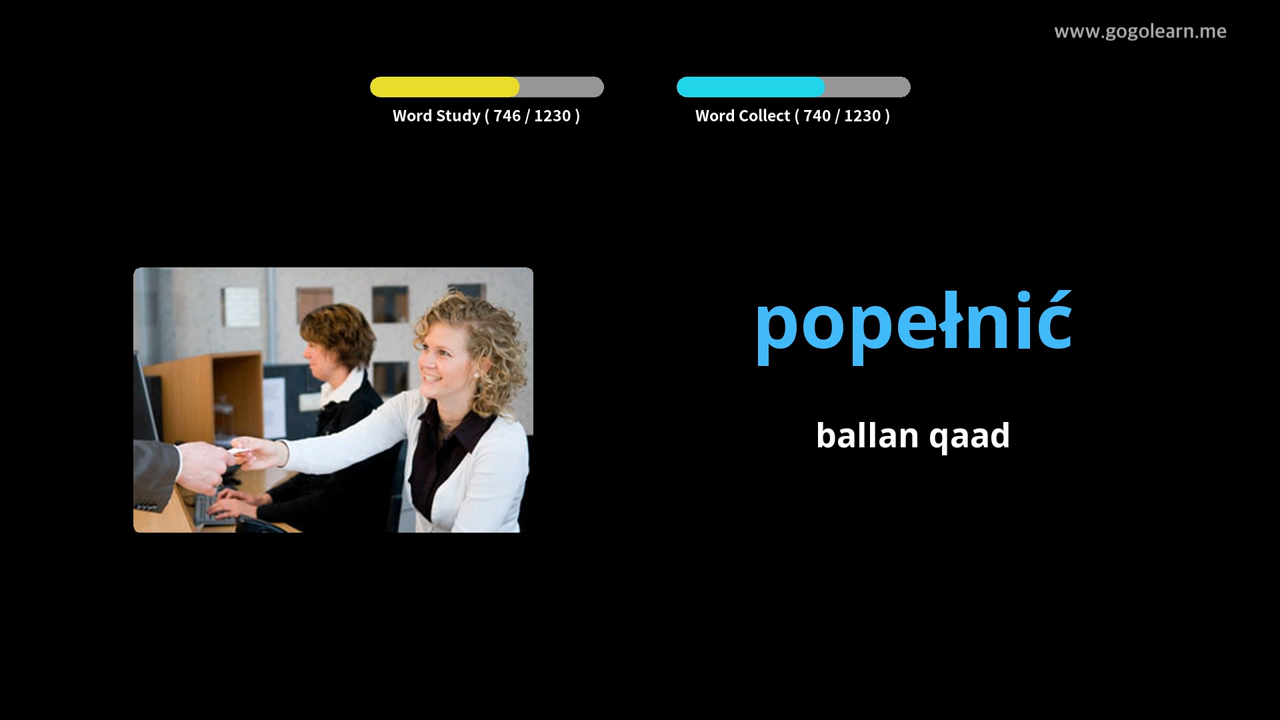 www.gogolearn.me
Word Study ( 746 / 1230 )
Word Collect ( 740 / 1230 )
popełnić
ballan qaad